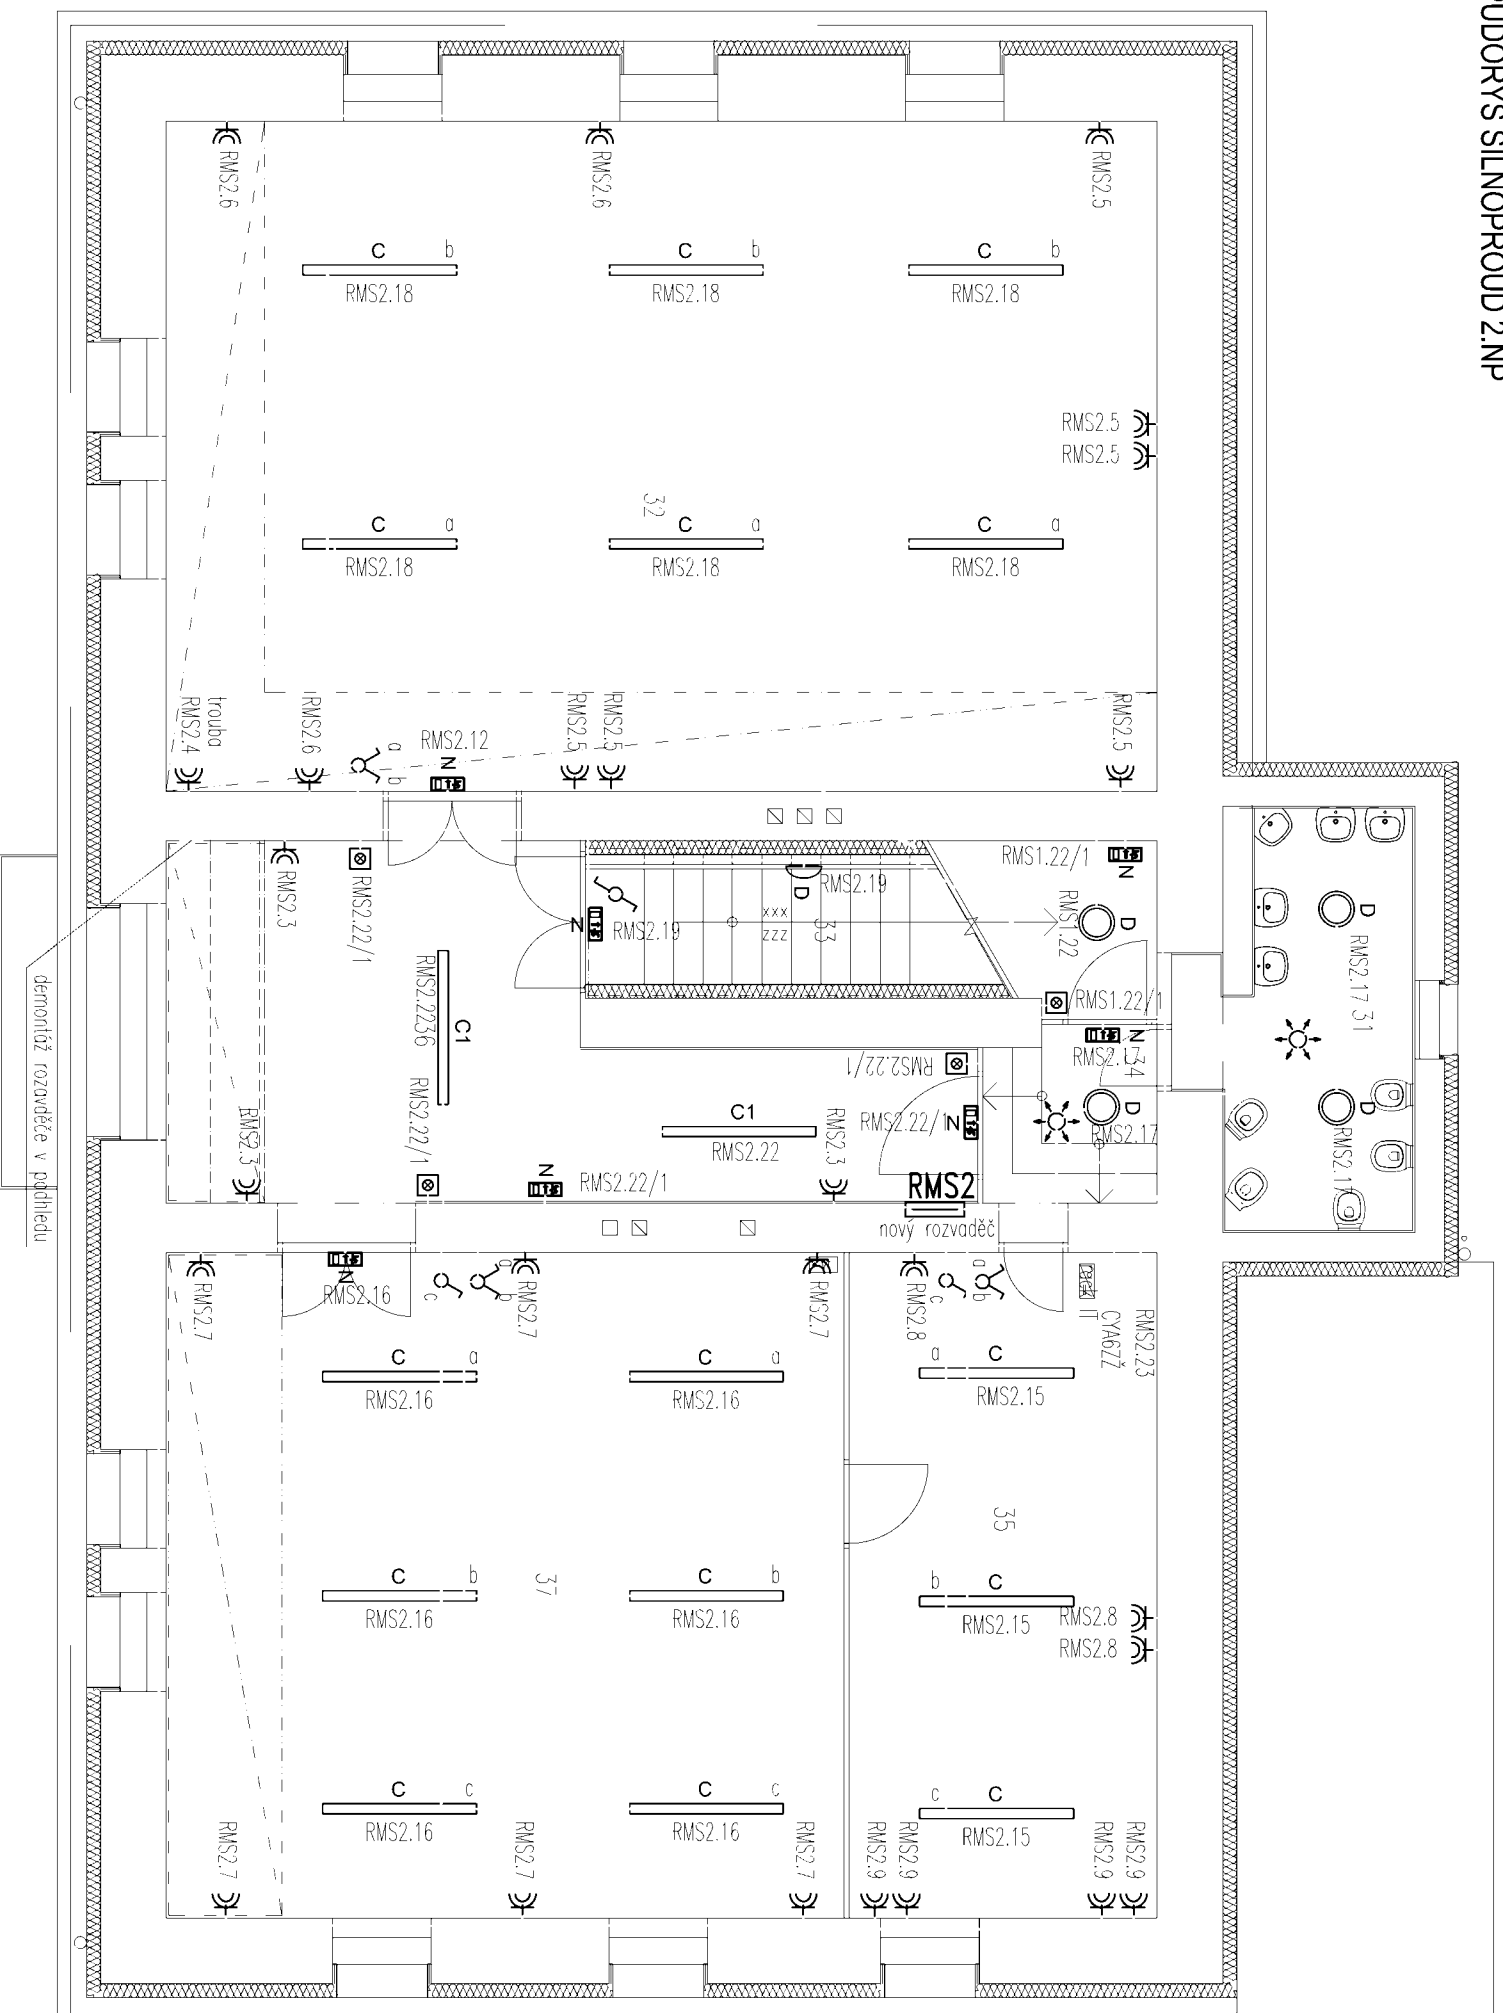 PŮDORYS SILNOPROUD 2.NP
RMS2.6
RMS2.6
RMS2.5
C b
RMS2.18
C b
RMS2.18
C b
RMS2.18
RMS2.5
RMS2.5
32
C a
RMS2.18
C a
RMS2.18
C a
RMS2.18
trouba
RMS2.4
RMS2.6
a
b
RMS2.12
N
RMS2.5
RMS2.5
RMS2.5
RMS2.3
RMS2.22/1
N
RMS2.19
D
RMS2.19
xxx
zzz
33
RMS1.22/1
N
RMS1.22
D
RMS1.22/1
D
RMS2.17
31
RMS2.22
36
C1
N
RMS2.17
34
RMS2.22/1
D
RMS2.17
D
RMS2.17
C1
RMS2.22
RMS2.3
RMS2.22/1
N
RMS2.3
RMS2.22/1
N
RMS2.22/1
RMS2
nový rozvaděč
demontáž rozavděče v podhledu
RMS2.7
N
RMS2.16
c
a
b
RMS2.7
RMS2.7
RMS2.8
c
a
b
IT
CYA6ZŽ
RMS2.23
C a
RMS2.16
C a
RMS2.16
a C
RMS2.15
35
37
C b
RMS2.16
C b
RMS2.16
b C
RMS2.15
RMS2.8
RMS2.8
C c
RMS2.16
C c
RMS2.16
c C
RMS2.15
RMS2.7
RMS2.7
RMS2.7
RMS2.9
RMS2.9
RMS2.9
RMS2.9